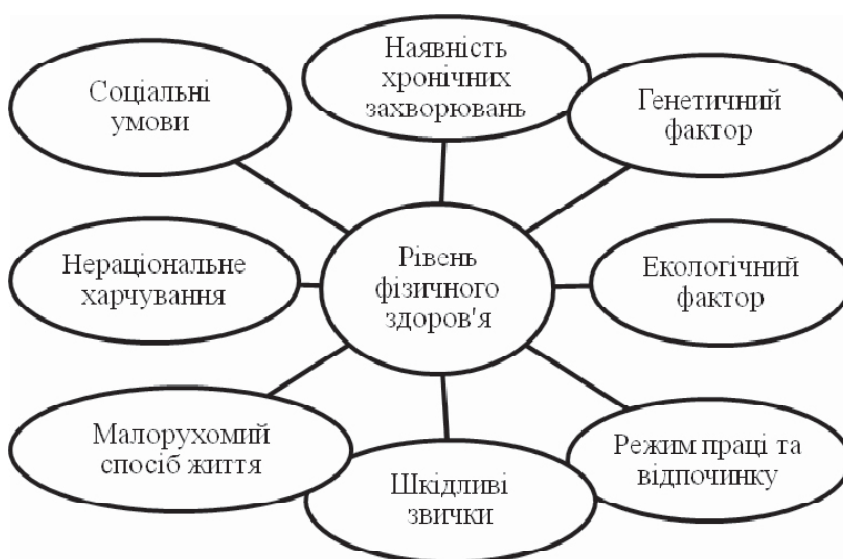 Соціальні
умови
Наявність
хронічних
захворювань
Генетичний
фактор
Нераціональне
харчування
Рівень
фізичного
здоров'я
Екологічний
фактор
Малорухомий
спосіб життя
Шкідливі
звички
Режим праці та
відпочинку